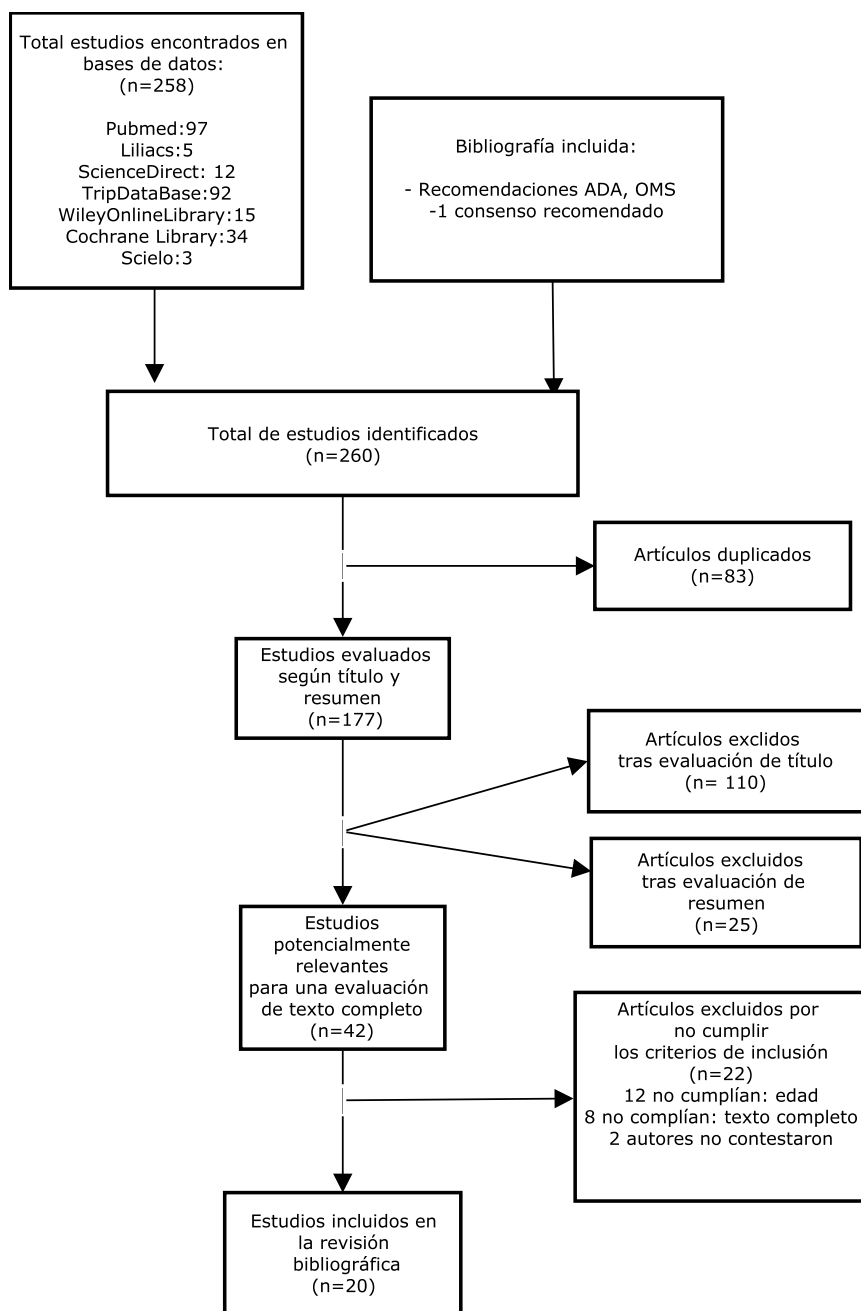 Total estudios encontrados en
bases de datos:
(n=258)
Pubmed:97
Liliacs:5
ScienceDirect: 12
TripDataBase:92
WileyOnlineLibrary:15
Cochrane Library:34
Scielo:3
Bibliografía incluida:
- Recomendaciones ADA, OMS
-1 consenso recomendado
Total de estudios identificados
(n=260)
Artículos duplicados
(n=83)
Estudios evaluados
según título y
resumen
(n=177)
Artículos exclidos
tras evaluación de título
(n= 110)
Artículos excluidos
tras evaluación de
resumen
(n=25)
Estudios
potencialmente
relevantes
para una evaluación
de texto completo
(n=42)
Artículos excluidos por
no cumplir
los criterios de inclusión
(n=22)
12 no cumplían: edad
8 no complían: texto completo
2 autores no contestaron
Estudios incluidos en
la revisión
bibliográfica
(n=20)